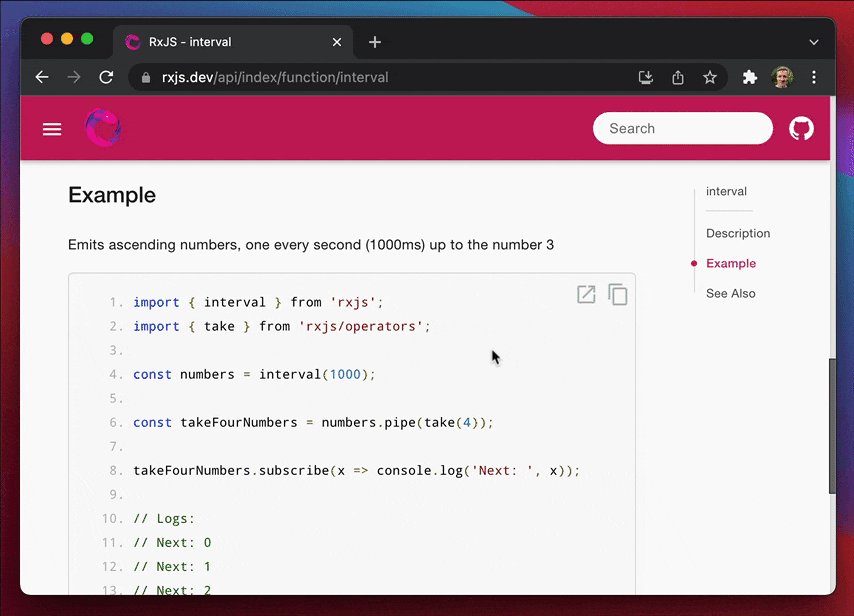 RxJS - interval
rxjs.dev/api/index/function/interval
Search
Example
Emits ascending numbers, one every second (1000ms) up to the number 3
1. import { interval } from 'rxjs';
2. import { take } from 'rxjs/operators';
3.
4. const numbers = interval(1000);
5.
6. const takeFourNumbers = numbers.pipe(take(4));
7.
8. takeFourNumbers.subscribe(x => console.log('Next: ', x));
9.
10. // Logs:
11. // Next: 0
12. // Next: 1
13. // Next: 2
interval
Description
Example
See Also